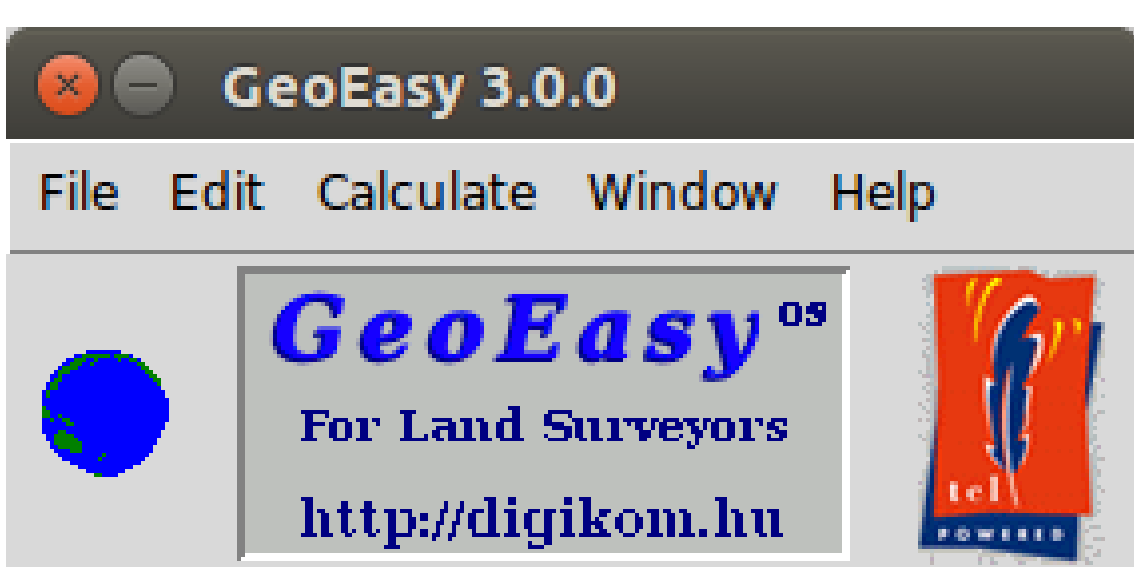 GeoEasy 3.0.0
File Edit Calculate Window Help
GeoEasy OS
For Land Surveyors
http://digikom.hu
tcl
POWERED